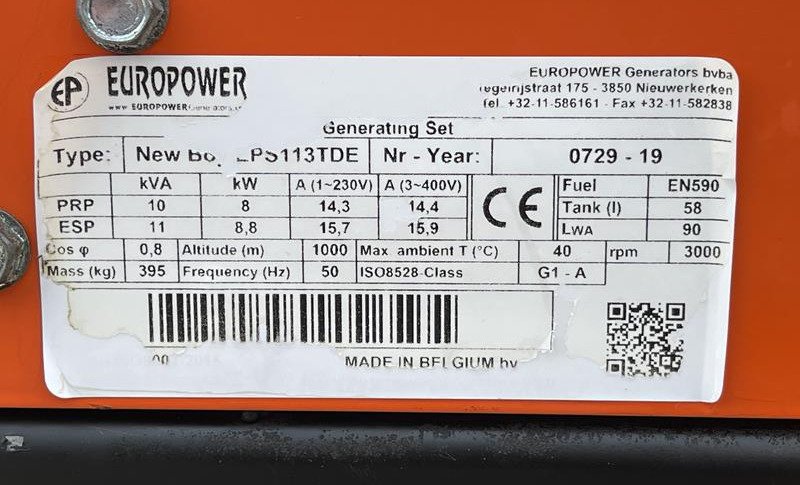 EP EUROPOWER
www.EUROPOWERGenerators
EUROPOWER Generators bvba
175 - 3850 Nieuwerkerken
Tel. +32-11-586161 - Fax +32-11-582838
Generating Set
Type: New EPS113TDE Nr - Year: 0729 - 19
kVA kW A (1~230V) A (3~400V) Fuel EN590
PRP 10 8 14,3 14,4 Tank (l) 58
ESP 11 8,8 15,7 15,9 LWA 90
CE
Cos φ 0,8 Altitude (m) 1000 Max. ambient T (°C) 40 rpm 3000
Mass (kg) 395 Frequency (Hz) 50 ISO8528-Class G1 - A
MADE IN BELGIUM by